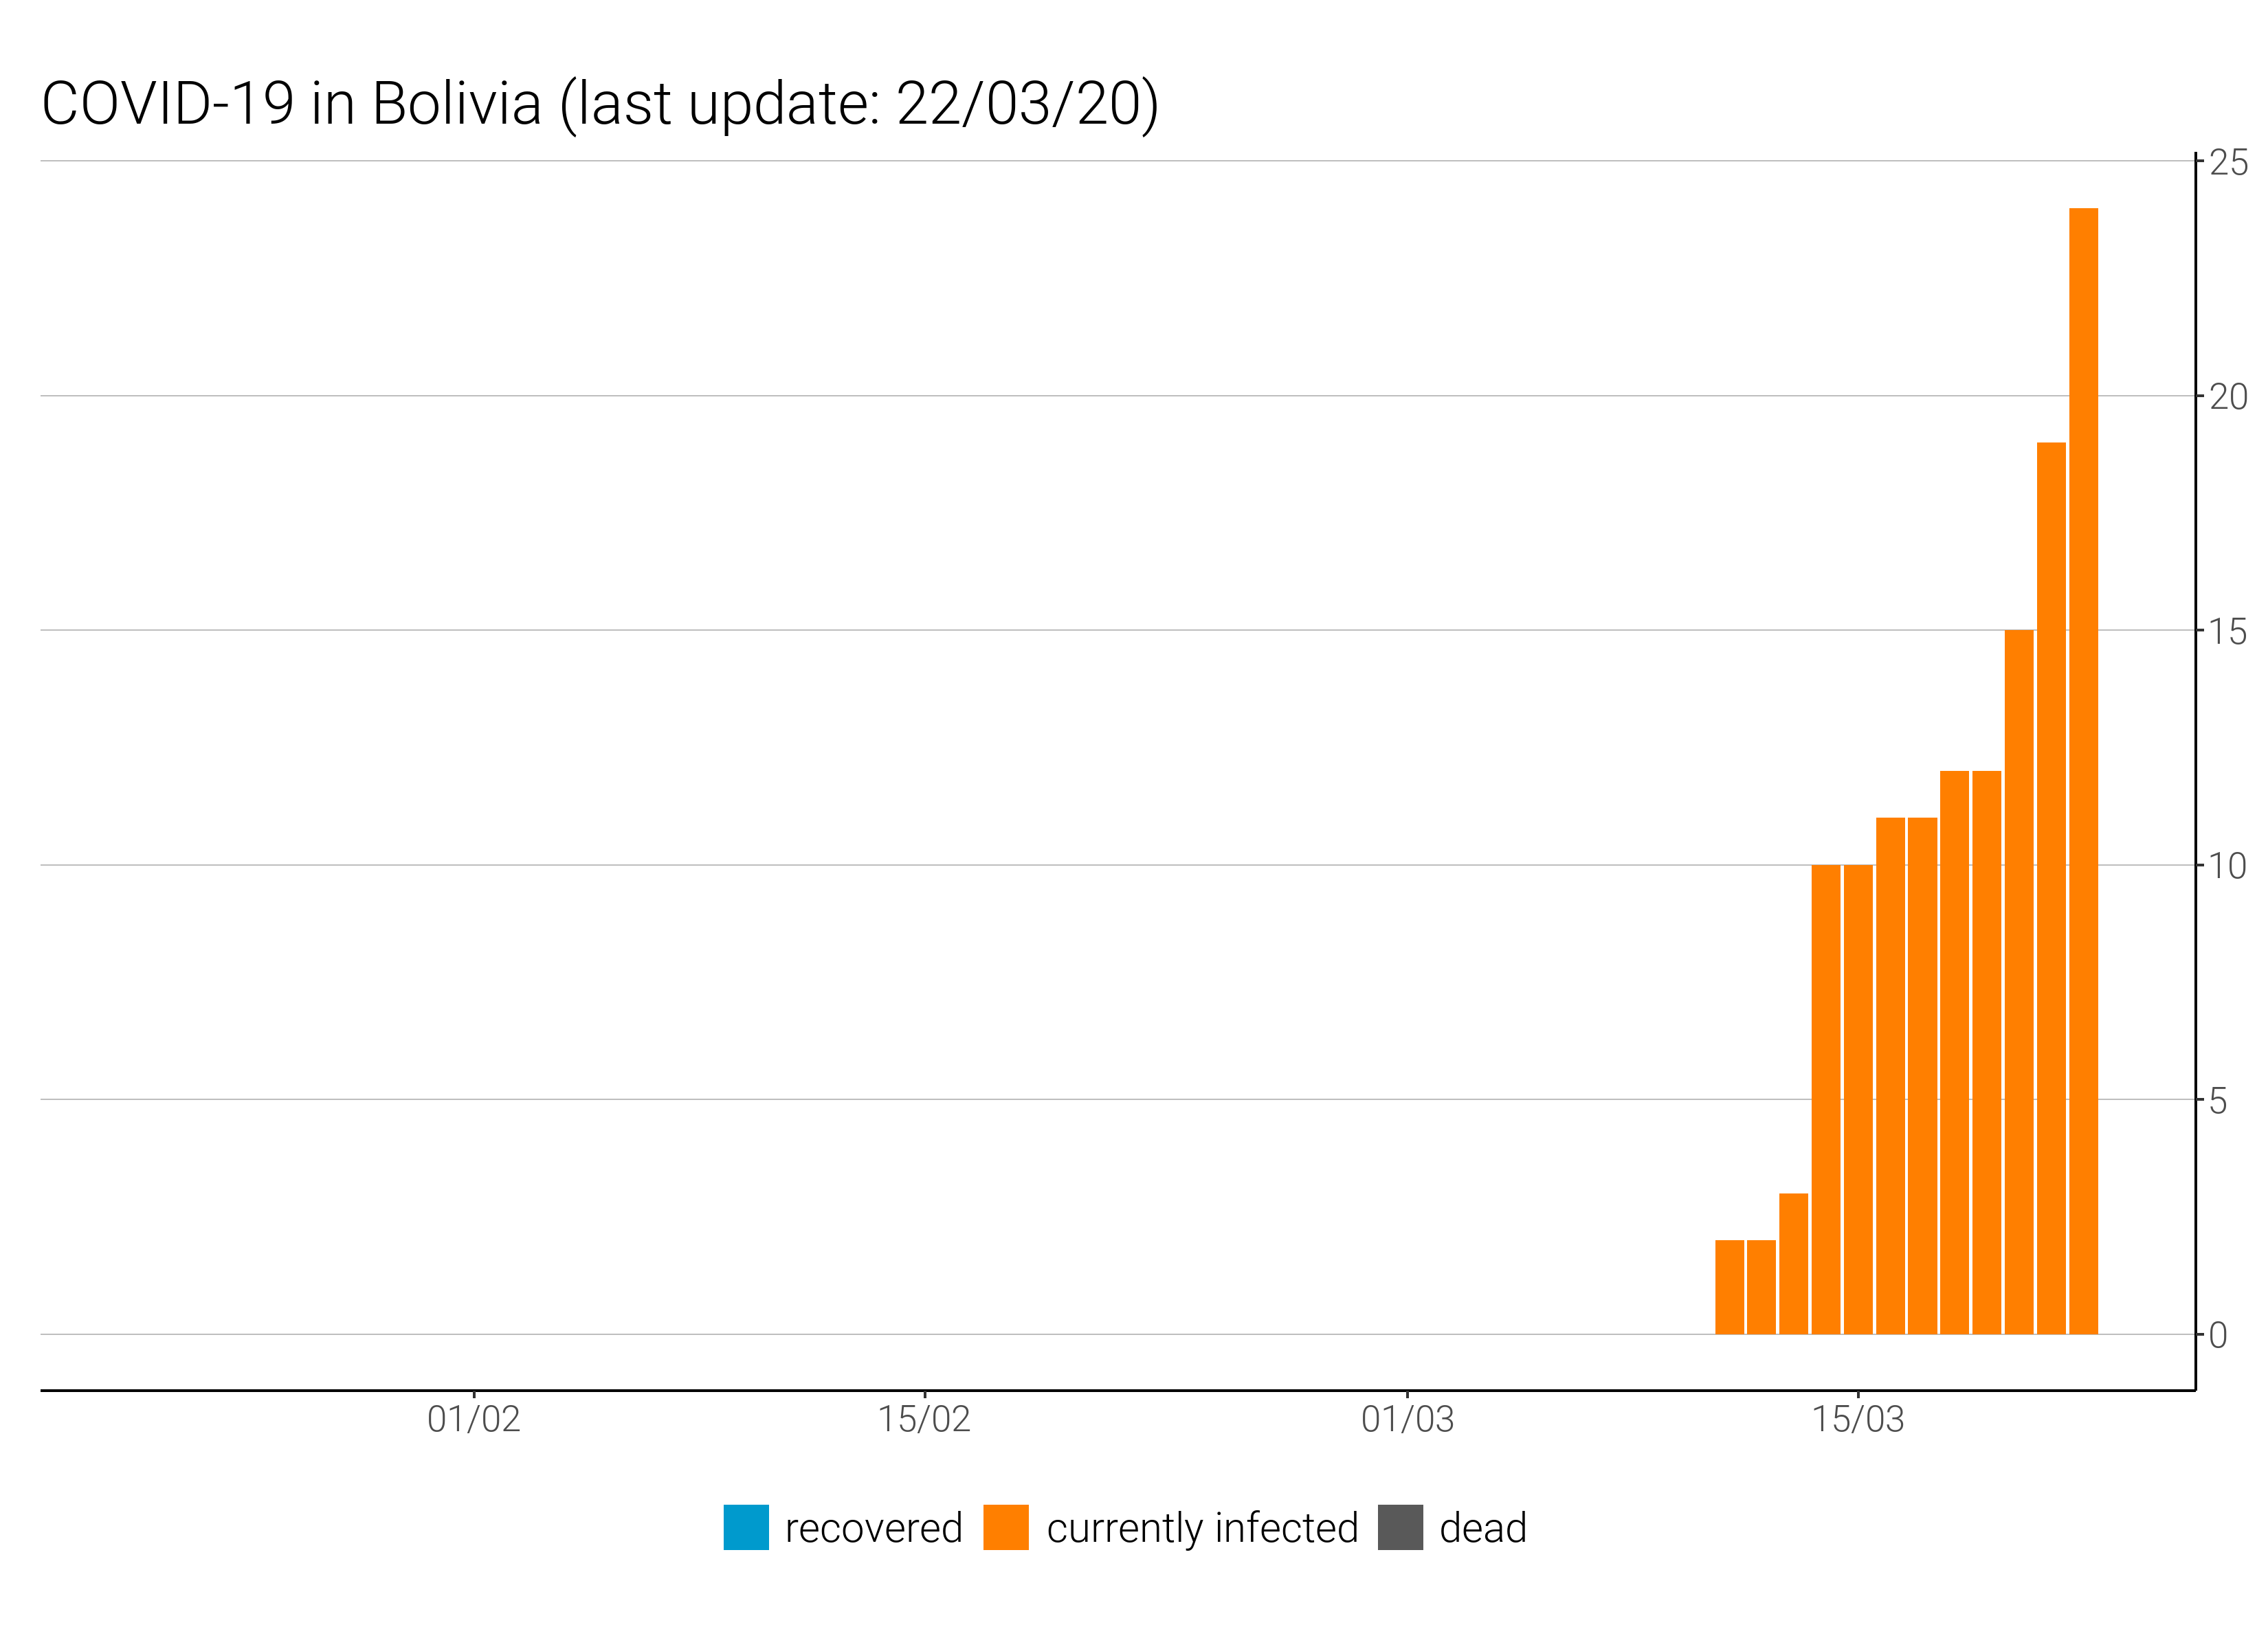 COVID-19 in Bolivia (last update: 22/03/20)
25
20
15
10
5
0
01/02 15/02 01/03 15/03
recovered currently infected dead